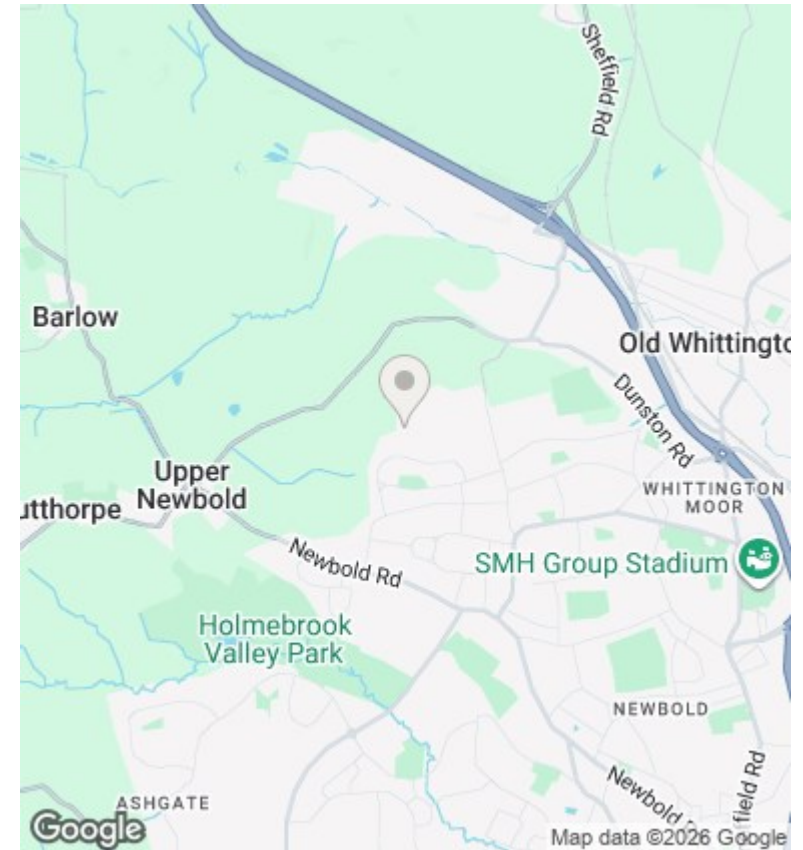 Sheffield Rd
Barlow
Old Whittingto
Dunston Rd
Upper
Newbold
utthorpe
WHITTINGTON
MOOR
Newbold Rd
SMH Group Stadium
Holmebrook
Valley Park
NEWBOLD
Newbold R
ffield Rd
ASHGATE
Google
Map data ©2026 Google